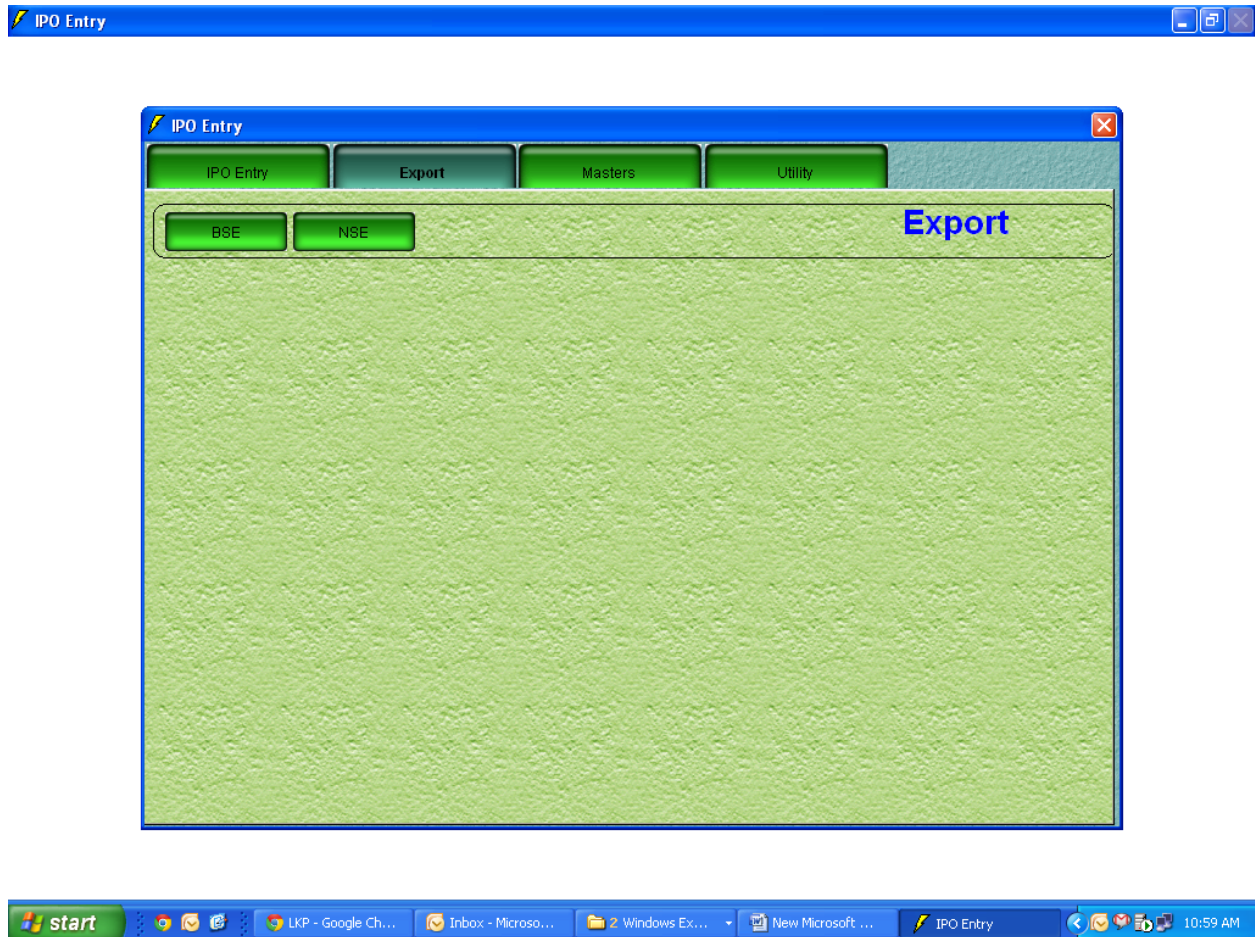 IPO Entry
IPO Entry
IPO Entry Export Masters Utility
BSE NSE Export
start LKP - Google Ch... Inbox - Microso... 2 Windows Ex... New Microsoft ... IPO Entry 10:59 AM